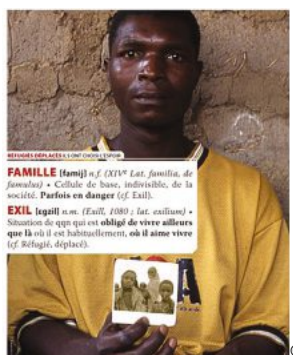 RÉFUGIÉS DÉPLACÉS ILS ONT CHOISI L'ESPOIR
FAMILLE [famij] n.f. (XIVe Lat. familia, de
famulus) • Cellule de base, indivisible, de la
société. Parfois en danger (cf. Exil).
EXIL [egzil] n.m. (Exill, 1080 ; lat. exilium) •
Situation de qqn qui est obligé de vivre ailleurs
que là où il est habituellement, où il aime vivre
(cf. Réfugié, déplacé).